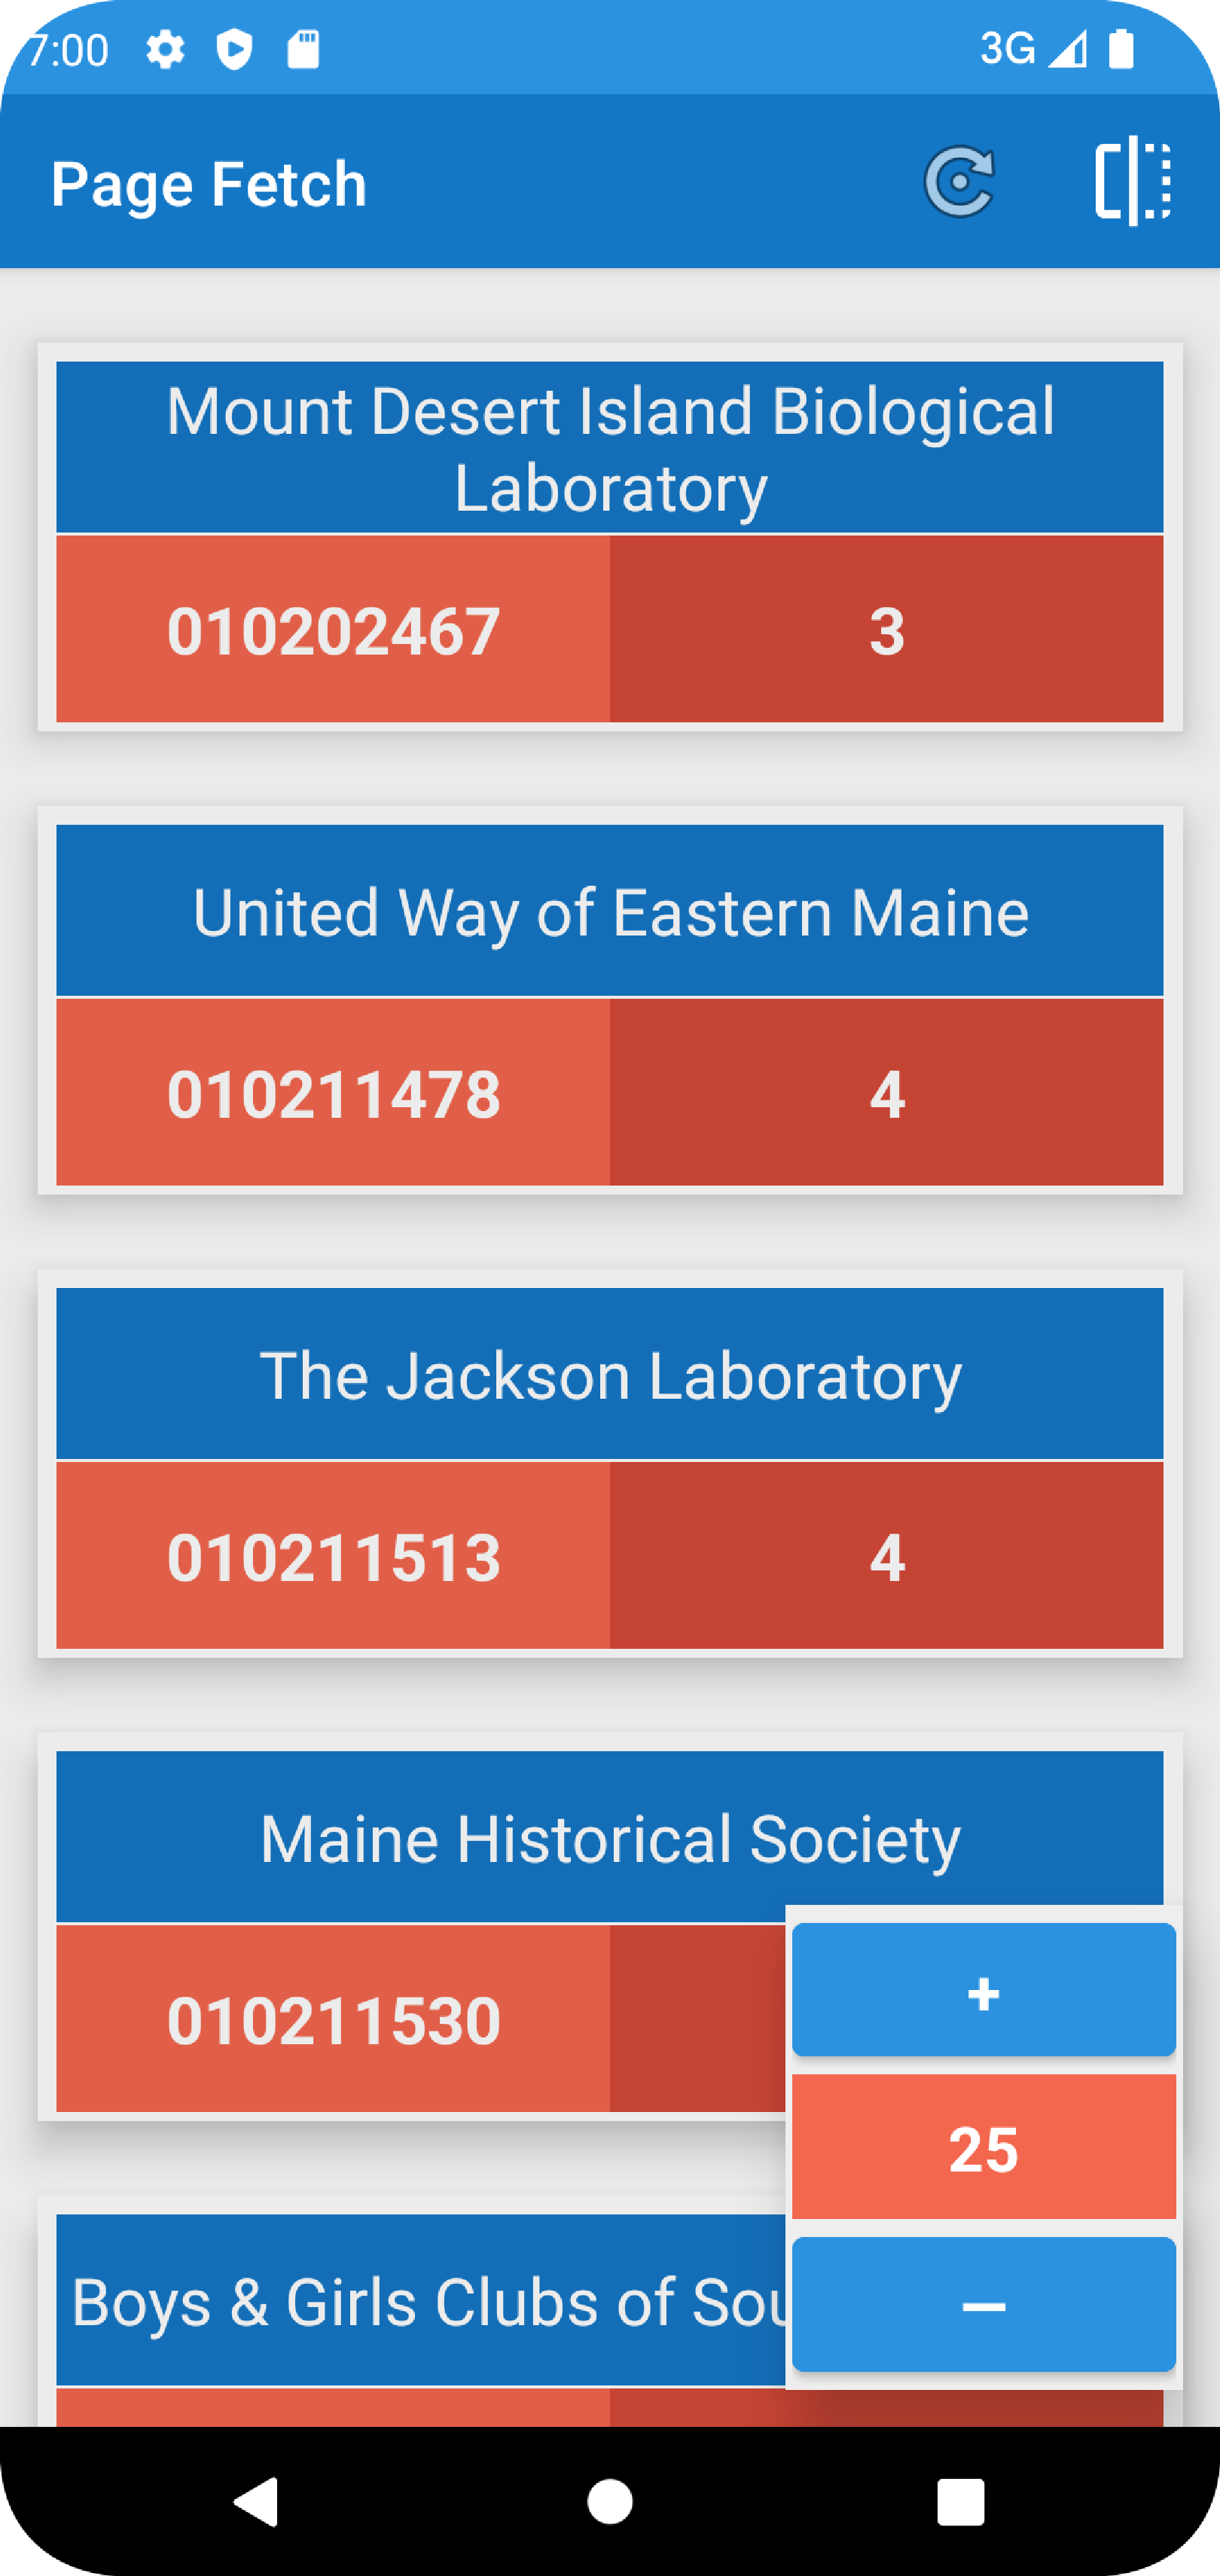 7:00 3G
Page Fetch
Mount Desert Island Biological
Laboratory
010202467 3
United Way of Eastern Maine
010211478 4
The Jackson Laboratory
010211513 4
Maine Historical Society
010211530
+
25
Boys & Girls Clubs of
–